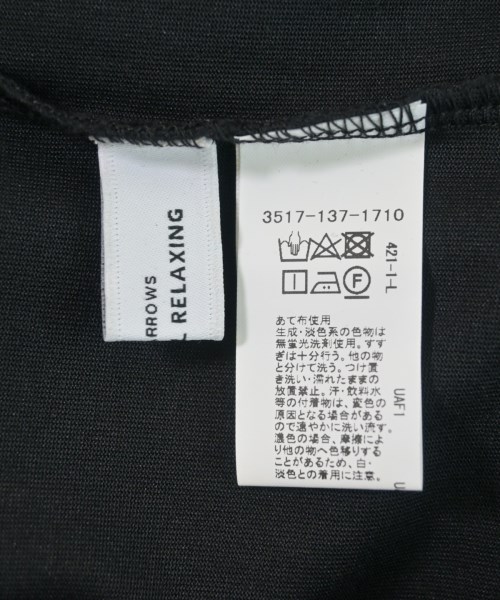 ARROWS
RELAXING
3517-137-1710
421-I-L
あて布使用
生成・淡色系の色物は
無蛍光洗剤使用。すす
ぎは十分行う。他の物
と分けて洗う。つけ置
き洗い・濡れたままの
放置禁止。汗・飲料水
等の付着物は、変色の
原因となる場合がある
ので速やかに洗い流す。
濃色の場合、摩擦によ
り他の物へ色移りする
ことがあるため、白・
淡色との着用に注意。
UAF1